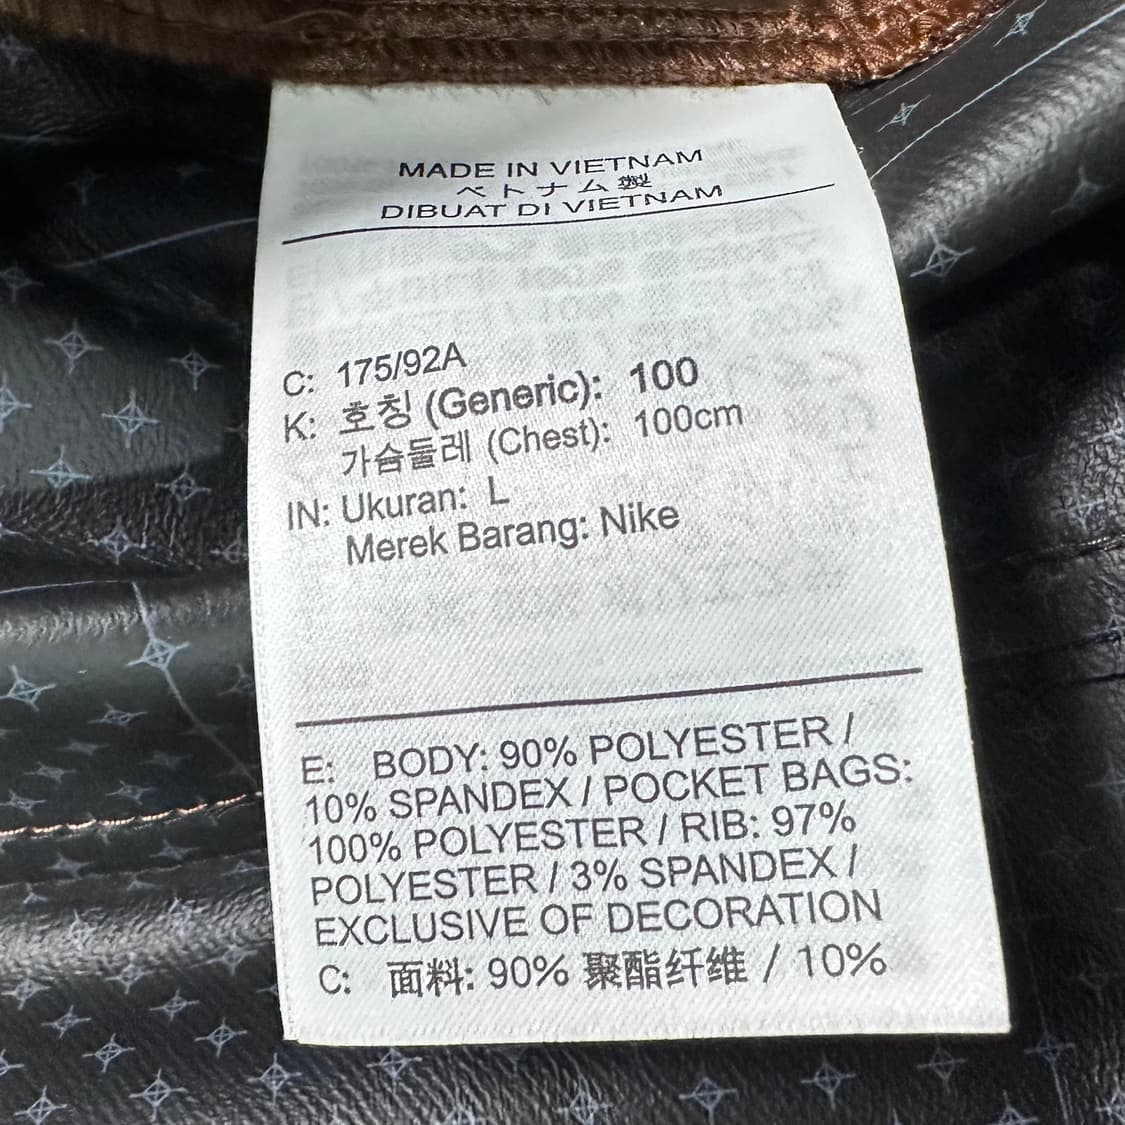 MADE IN VIETNAM
ベトナム製
DIBUAT DI VIETNAM
C: 175/92A
K: 호칭 (Generic): 100
가슴둘레 (Chest): 100cm
IN: Ukuran: L
Merek Barang: Nike
E: BODY: 90% POLYESTER /
10% SPANDEX / POCKET BAGS:
100% POLYESTER / RIB: 97%
POLYESTER / 3% SPANDEX /
EXCLUSIVE OF DECORATION
C: 面料: 90% 聚酯纤维 / 10%